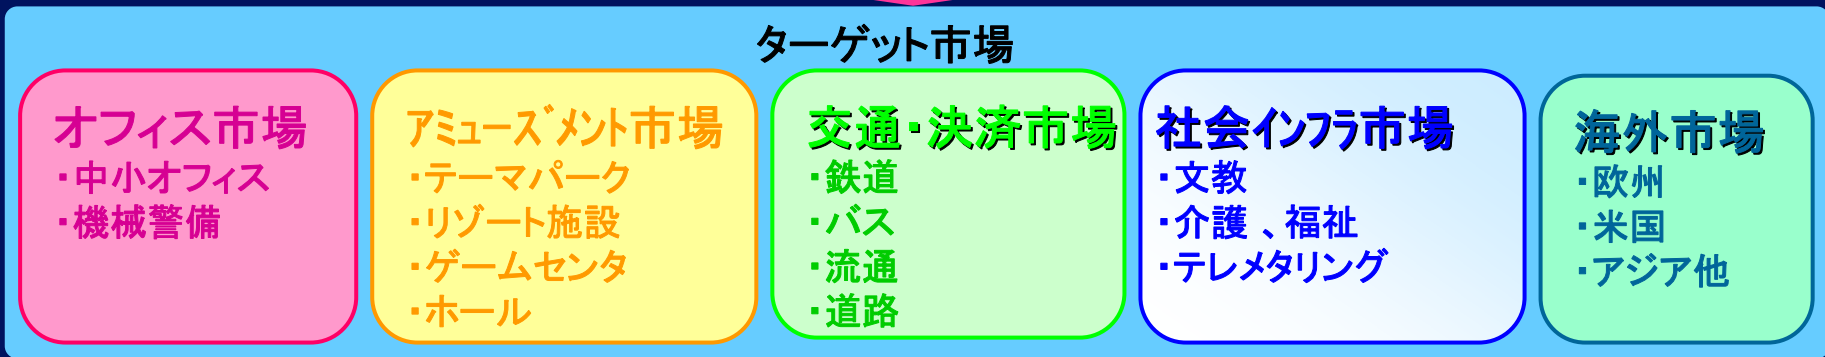 ターゲット市場
オフィス市場
・中小オフィス
・機械警備
アミューズメント市場
・テーマパーク
・リゾート施設
・ゲームセンタ
・ホール
交通・決済市場
・鉄道
・バス
・流通
・道路
社会インフラ市場
・文教
・介護 、福祉
・テレメタリング
海外市場
・欧州
・米国
・アジア他